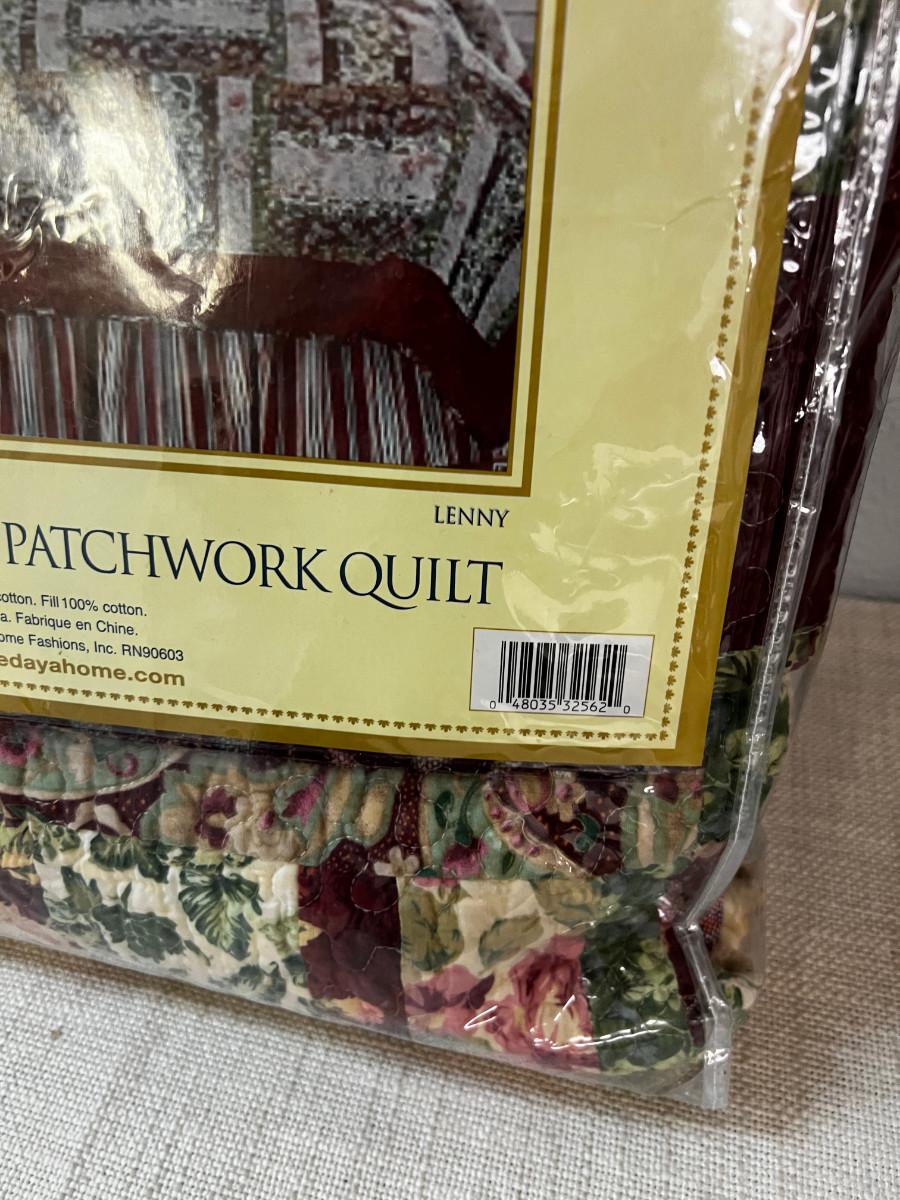 LENNY
PATCHWORK QUILT
cotton. Fill 100% cotton.
a. Fabrique en Chine.
ome Fashions, Inc. RN90603
edayahome.com
0 48035 32562 0